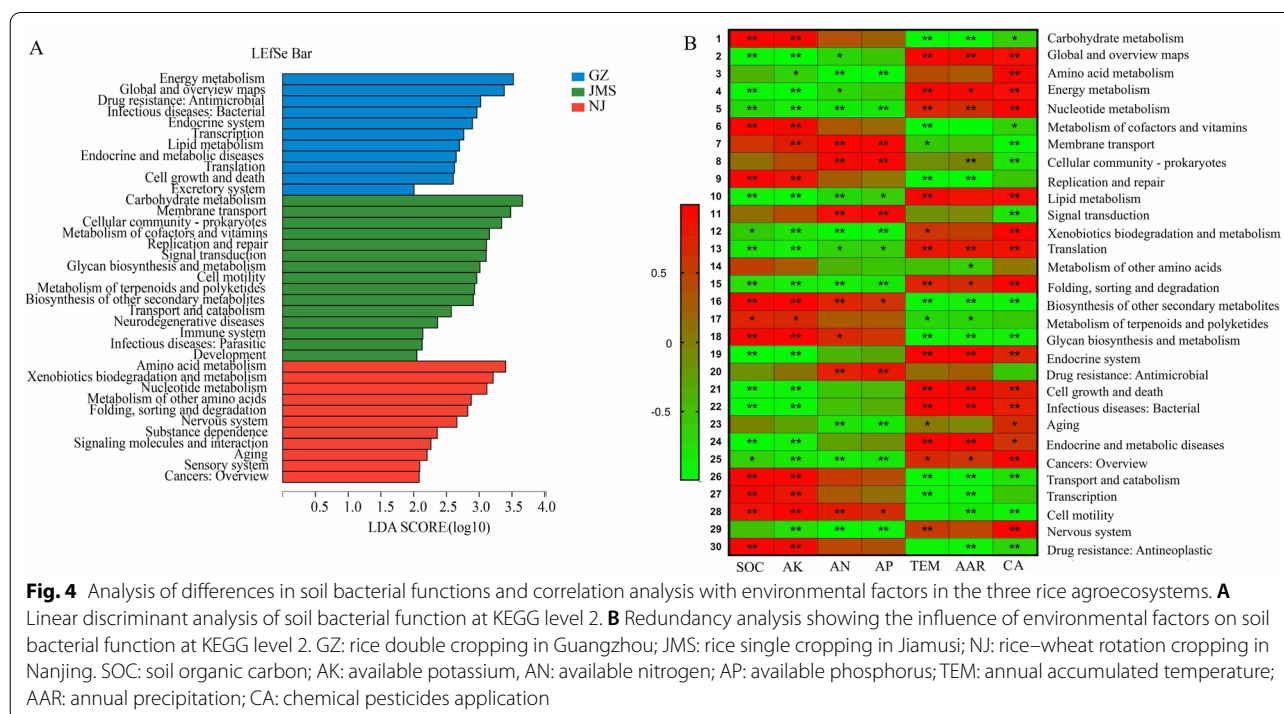 A
LEfSe Bar
GZ
JMS
NJ
Energy metabolism
Global and overview maps
Drug resistance: Antimicrobial
Infectious diseases: Bacterial
Endocrine system
Transcription
Lipid metabolism
Endocrine and metabolic diseases
Translation
Cell growth and death
Excretory system
Carbohydrate metabolism
Membrane transport
Cellular community - prokaryotes
Metabolism of cofactors and vitamins
Replication and repair
Signal transduction
Glycan biosynthesis and metabolism
Cell motility
Metabolism of terpenoids and polyketides
Biosynthesis of other secondary metabolites
Transport and catabolism
Neurodegenerative diseases
Immune system
Infectious diseases: Parasitic
Development
Amino acid metabolism
Xenobiotics biodegradation and metabolism
Nucleotide metabolism
Metabolism of other amino acids
Folding, sorting and degradation
Nervous system
Substance dependence
Signaling molecules and interaction
Aging
Sensory system
Cancers: Overview
0.5 1.0 1.5 2.0 2.5 3.0 3.5 4.0
LDA SCORE(log10)
B
0.5
0
-0.5
1 ** ** ** ** * Carbohydrate metabolism
2 ** ** * ** ** ** Global and overview maps
3 * ** ** ** Amino acid metabolism
4 ** ** * ** * ** Energy metabolism
5 ** ** ** ** ** ** ** Nucleotide metabolism
6 ** ** ** * Metabolism of cofactors and vitamins
7 ** ** ** * ** Membrane transport
8 ** ** ** ** Cellular community - prokaryotes
9 ** ** ** ** Replication and repair
10 ** ** ** * ** ** Lipid metabolism
11 ** ** ** Signal transduction
12 * ** ** ** * ** Xenobiotics biodegradation and metabolism
13 ** ** * * ** ** ** Translation
14 * Metabolism of other amino acids
15 ** ** ** ** ** * ** Folding, sorting and degradation
16 ** ** ** * ** ** ** Biosynthesis of other secondary metabolites
17 * * * * Metabolism of terpenoids and polyketides
18 ** ** * ** ** ** Glycan biosynthesis and metabolism
19 ** ** ** ** ** Endocrine system
20 ** ** Drug resistance: Antimicrobial
21 ** ** ** ** ** Cell growth and death
22 ** ** ** ** ** Infectious diseases: Bacterial
23 ** ** * * Aging
24 ** ** ** ** * Endocrine and metabolic diseases
25 * ** ** ** * * ** Cancers: Overview
26 ** ** ** ** ** Transport and catabolism
27 ** ** ** ** Transcription
28 ** ** ** * ** ** Cell motility
29 ** ** ** ** ** Nervous system
30 ** ** ** ** Drug resistance: Antineoplastic
SOC AK AN AP TEM AAR CA
Fig. 4 Analysis of differences in soil bacterial functions and correlation analysis with environmental factors in the three rice agroecosystems. A
Linear discriminant analysis of soil bacterial function at KEGG level 2. B Redundancy analysis showing the influence of environmental factors on soil
bacterial function at KEGG level 2. GZ: rice double cropping in Guangzhou; JMS: rice single cropping in Jiamusi; NJ: rice–wheat rotation cropping in
Nanjing. SOC: soil organic carbon; AK: available potassium, AN: available nitrogen; AP: available phosphorus; TEM: annual accumulated temperature;
AAR: annual precipitation; CA: chemical pesticides application